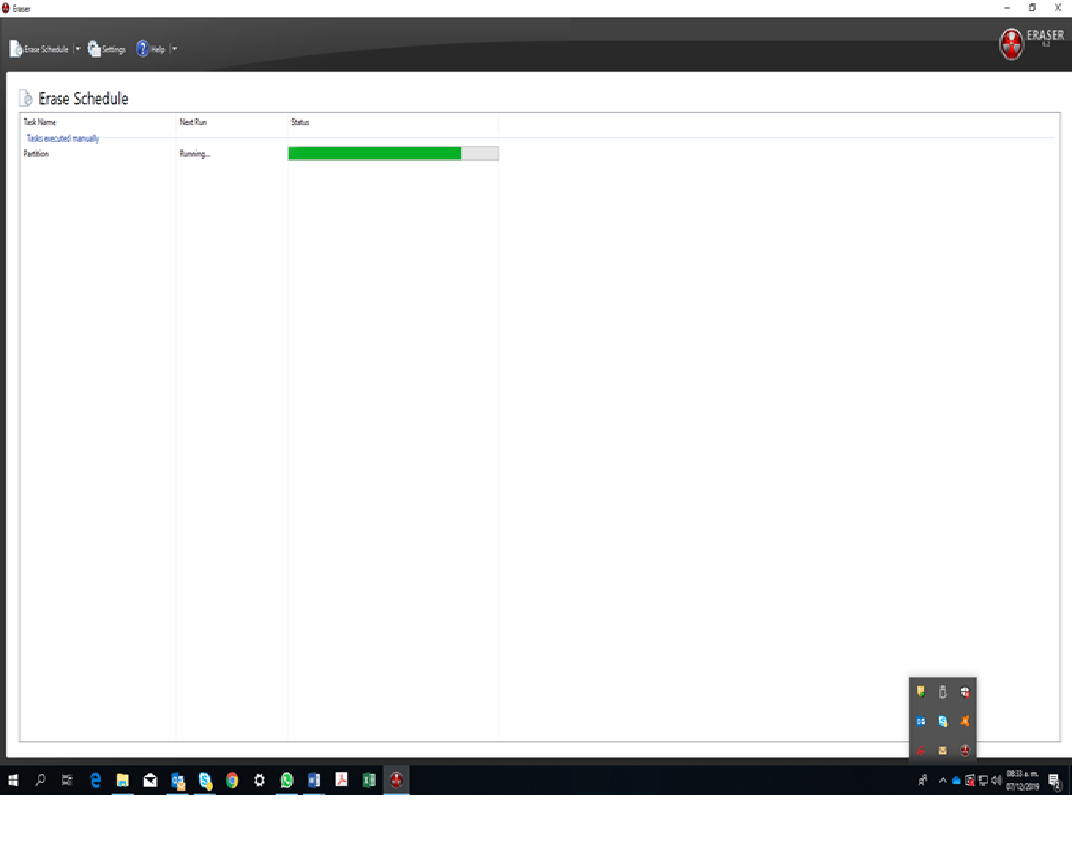 Eraser
Erase Schedule
Settings
Help
ERASER
6.2
Erase Schedule
Task Name Next Run Status
Tasks executed manually
Partition Running...
08:33 a. m.
07/12/2019